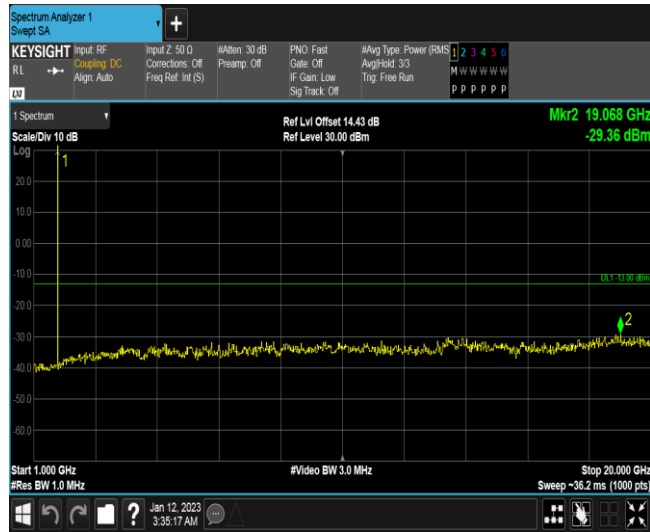 Spectrum Analyzer 1
Swept SA
+
KEYSIGHT
RL
LXI
Input: RF
Coupling: DC
Align: Auto
Input Z: 50 Ω
Corrections: Off
Freq Ref: Int (S)
#Atten: 30 dB
Preamp: Off
PNO: Fast
Gate: Off
IF Gain: Low
Sig Track: Off
#Avg Type: Power (RMS
Avg|Hold: 3/3
Trig: Free Run
1 2 3 4 5 6
M W W W W W
P P P P P P
1 Spectrum
Scale/Div 10 dB
Log
Ref Lvl Offset 14.43 dB
Ref Level 30.00 dBm
Mkr2 19.068 GHz
-29.36 dBm
1
20.0
10.0
0.00
-10.0
DL1 -13.00 dBm
-20.0
2
-30.0
-40.0
-50.0
-60.0
Start 1.000 GHz
#Res BW 1.0 MHz
#Video BW 3.0 MHz
Stop 20.000 GHz
Sweep ~36.2 ms (1000 pts)
?
Jan 12, 2023
3:35:17 AM